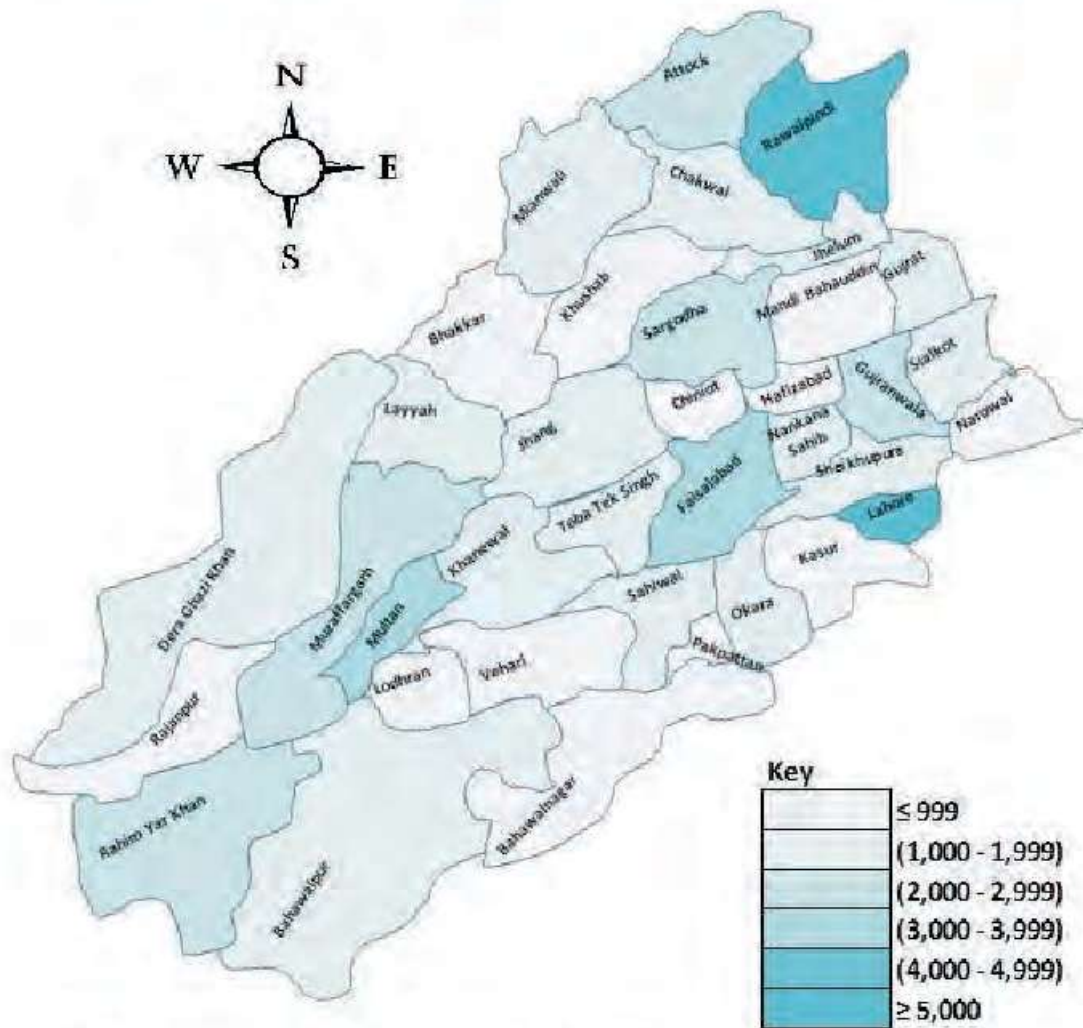 N
W E
S
Attock
Rawalpindi
Chakwal
Mianwali
Jhelum
Gujrat
Mandi Bahauddin
Khushab
Sargodha
Bhakkar
Sialkot
Gujranwala
Hafizabad
Chiniot
Narowal
Nankana
Sahib
Layyah
Jhang
Sheikhupura
Faisalabad
Toba Tek Singh
Lahore
Kasur
Khanewal
Sahiwal
Okara
Dera Ghazi Khan
Muzaffargarh
Multan
Pakpattan
Vehari
Lodhran
Rajanpur
Rahim Yar Khan
Bahawalpur
Bahawalnagar
Key
≤ 999
(1,000 - 1,999)
(2,000 - 2,999)
(3,000 - 3,999)
(4,000 - 4,999)
≥ 5,000